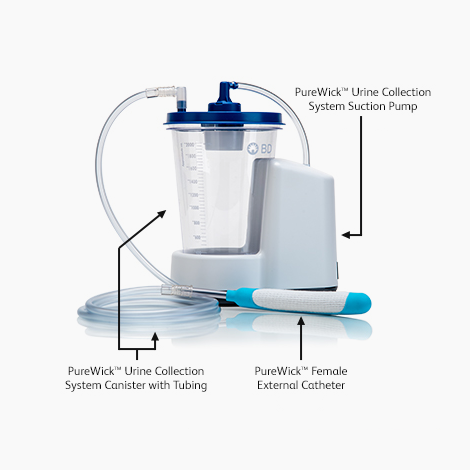 PureWick™ Urine Collection
System Suction Pump
BD
PureWick™ Urine Collection
System Canister with Tubing
PureWick™ Female
External Catheter